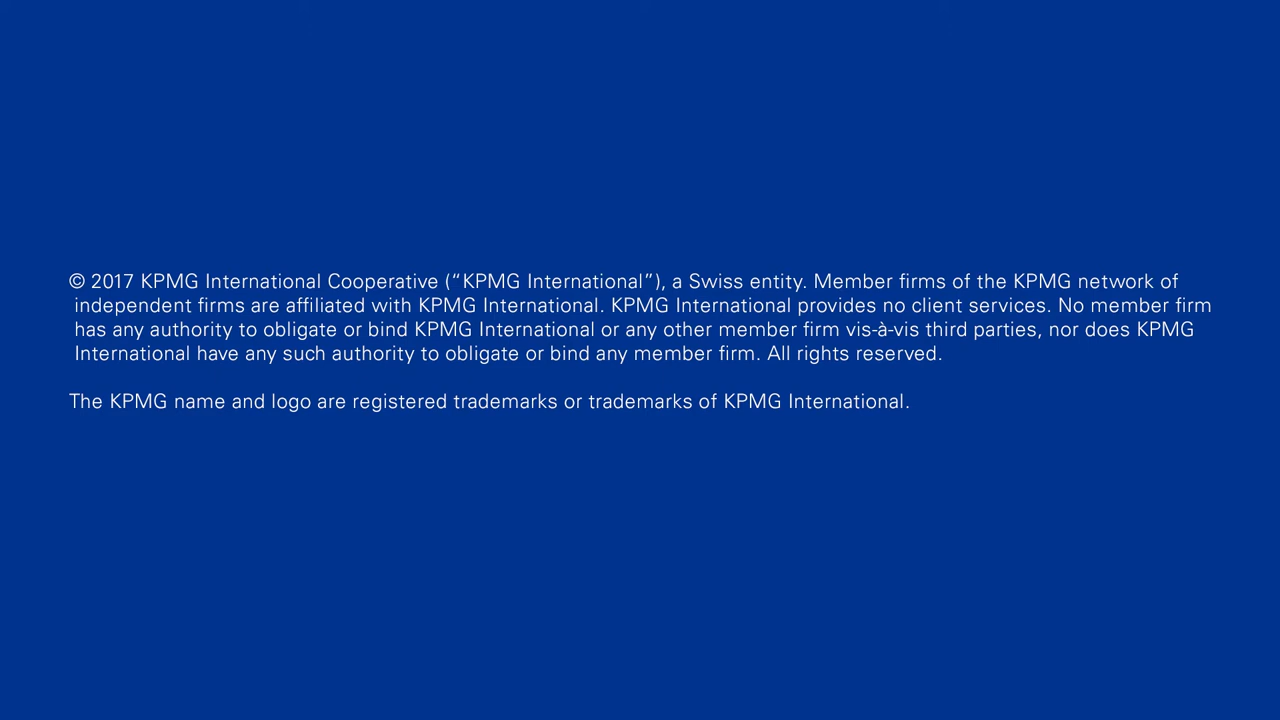 © 2017 KPMG International Cooperative (“KPMG International”), a Swiss entity. Member firms of the KPMG network of
independent firms are affiliated with KPMG International. KPMG International provides no client services. No member firm
has any authority to obligate or bind KPMG International or any other member firm vis-à-vis third parties, nor does KPMG
International have any such authority to obligate or bind any member firm. All rights reserved.
The KPMG name and logo are registered trademarks or trademarks of KPMG International.